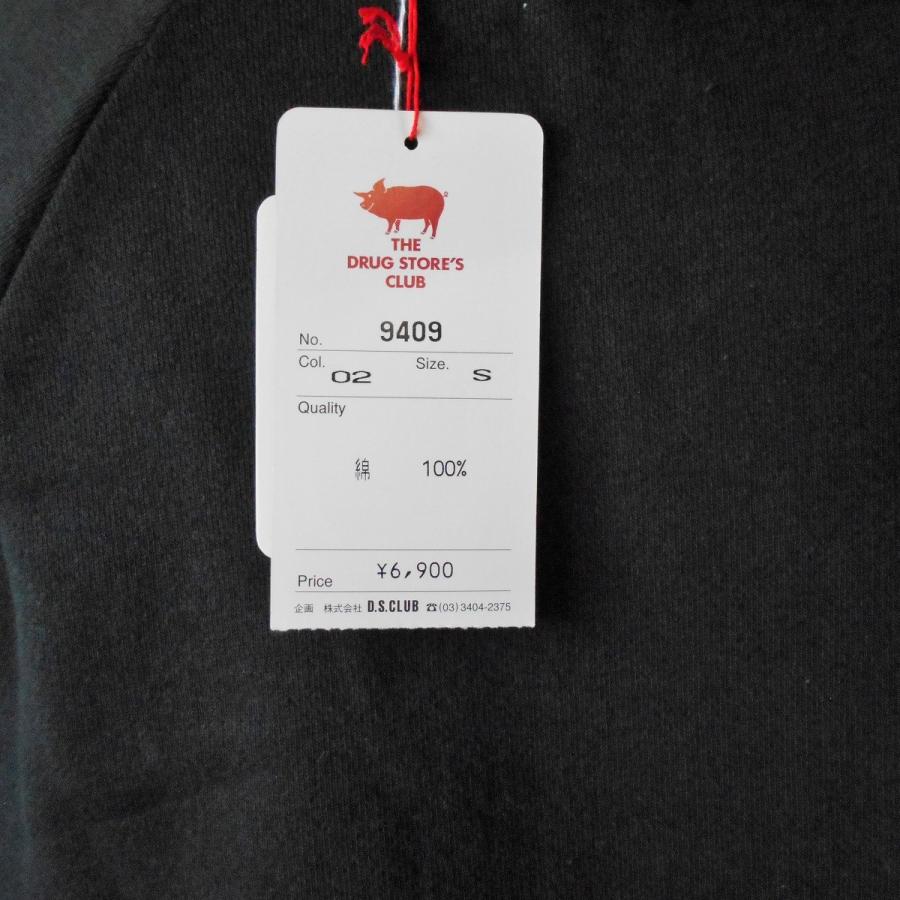 THE
DRUG STORE'S
CLUB
No. 9409
Col. 02 Size. S
Quality
綿 100%
Price ¥6,900
企画 株式会社 D.S.CLUB ☎(03)3404-2375